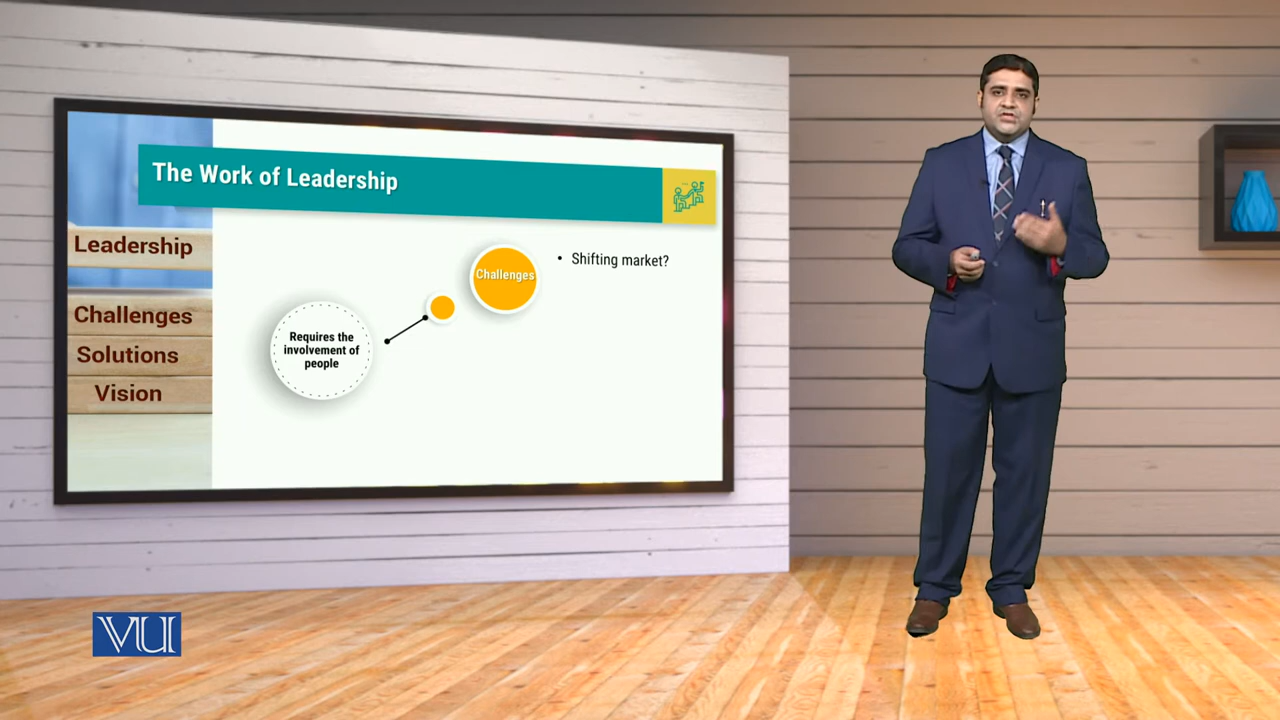 The Work of Leadership
Leadership
Challenges
Solutions
Vision
Requires the
involvement of
people
Challenges
• Shifting market?
VU